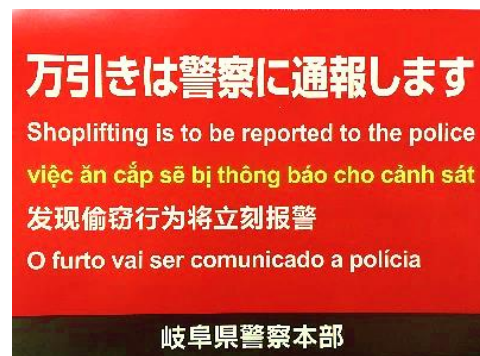 万引きは警察に通報します
Shoplifting is to be reported to the police
việc ăn cắp sẽ bị thông báo cho cảnh sát
发现偷窃行为将立刻报警
O furto vai ser comunicado a polícia
岐阜県警察本部